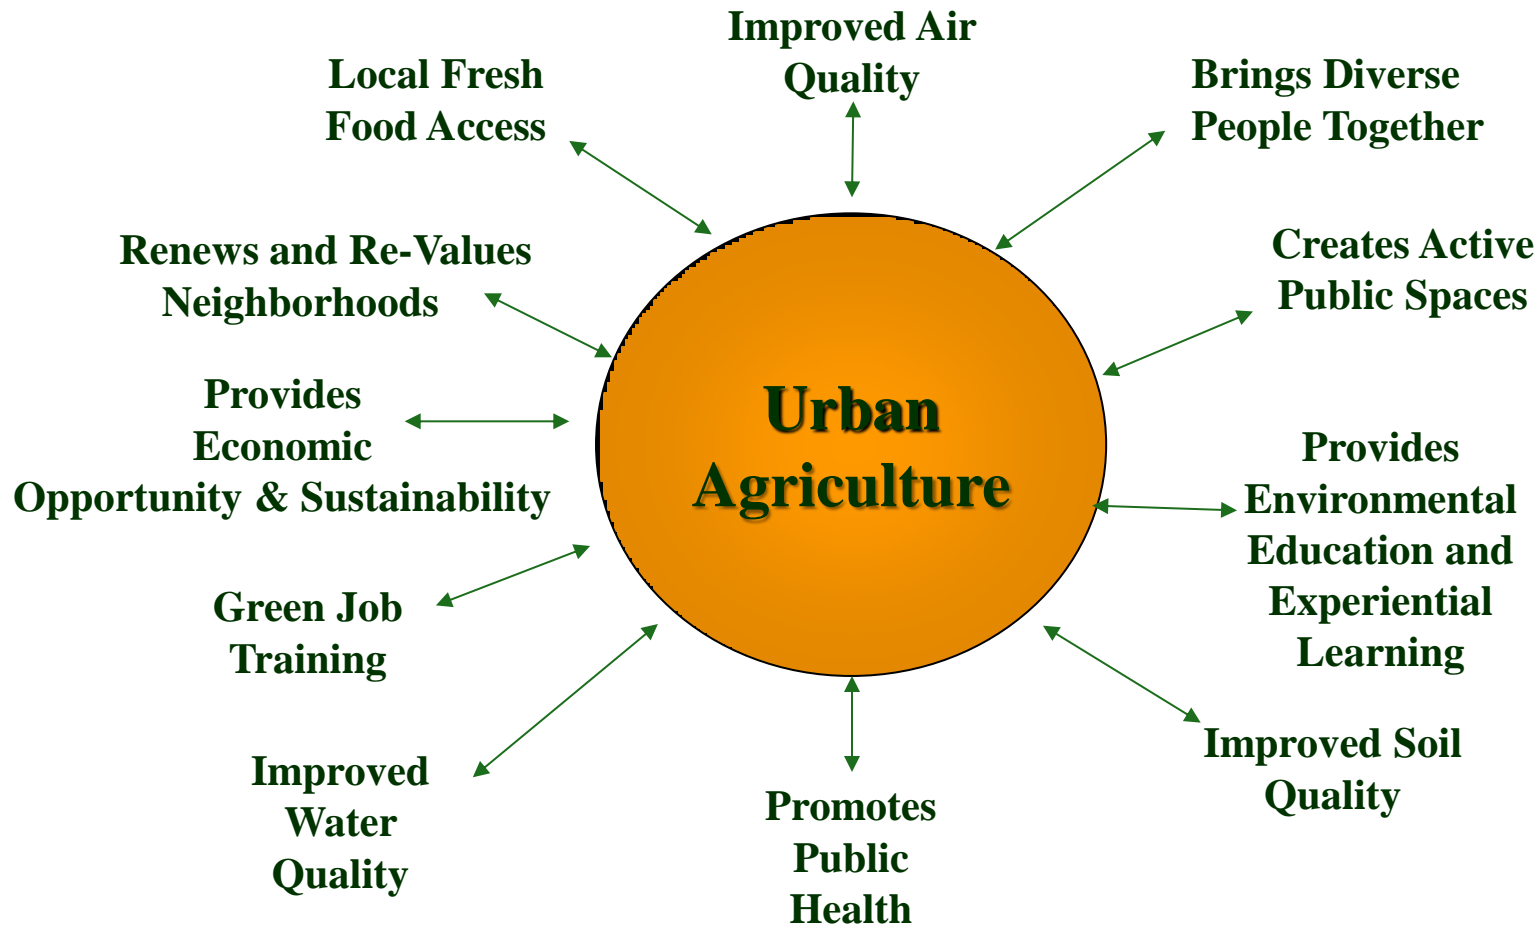 Improved Air
Quality
Local Fresh
Food Access
Brings Diverse
People Together
Renews and Re-Values
Neighborhoods
Creates Active
Public Spaces
Provides
Economic
Opportunity & Sustainability
Urban
Agriculture
Provides
Environmental
Education and
Experiential
Learning
Green Job
Training
Improved Soil
Quality
Improved
Water
Quality
Promotes
Public
Health